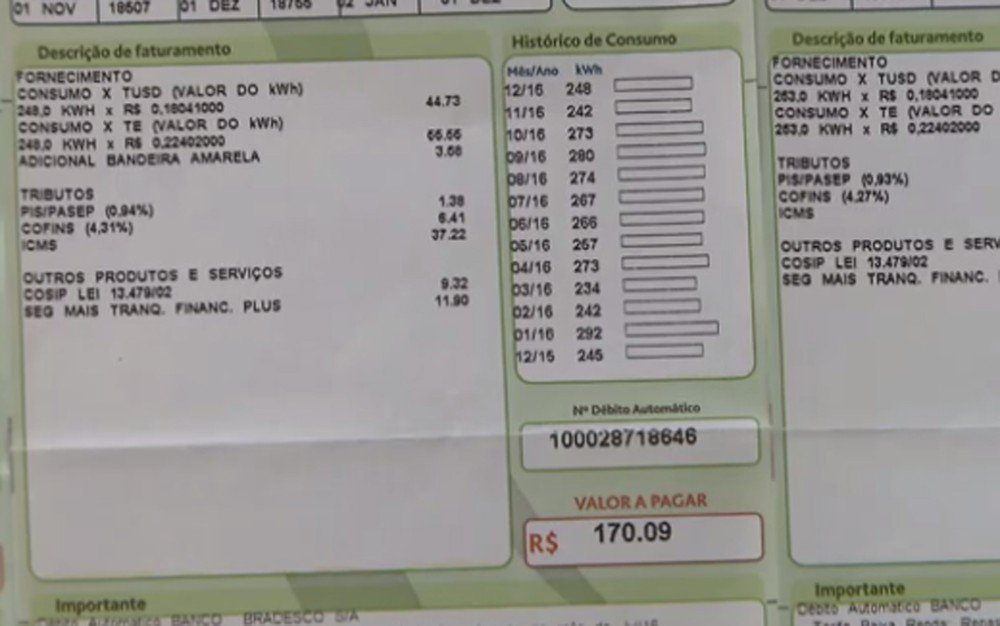 01 NOV 18507 01 DEZ 18755 02 JAN 01 DEZ
Descrição de faturamento
FORNECIMENTO
CONSUMO X TUSD (VALOR DO kWh)
248,0 KWH x R$ 0,18041000 44.73
CONSUMO X TE (VALOR DO kWh)
248,0 KWH x R$ 0,22402000
ADICIONAL BANDEIRA AMARELA
TRIBUTOS
PIS/PASEP (0,94%) 1.38
COFINS (4,31%) 6.41
ICMS 37.22
OUTROS PRODUTOS E SERVIÇOS
COSIP LEI 13.479/02 9.32
SEG MAIS TRANQ. FINANC. PLUS 11.90
Histórico de Consumo
Mês/Ano kWh
12/16 248
11/16 242
10/16 273
09/16 280
08/16 274
07/16 267
06/16 266
05/16 257
04/16 273
03/16 234
02/16 242
01/16 292
12/15 245
Nº Débito Automático
100028718646
VALOR A PAGAR
R$ 170.09
Importante
Débito Automático BANCO BRADESCO S/A
Descrição de faturamento
FORNECIMENTO
CONSUMO X TUSD (VALOR D
253,0 KWH x R$ 0,18041000
CONSUMO X TE (VALOR DO
253,0 KWH x R$ 0,22402000
TRIBUTOS
PIS/PASEP (0,93%)
COFINS (4,27%)
ICMS
OUTROS PRODUTOS E SERV
COSIP LEI 13.479/02
SEG MAIS TRANQ. FINANC.
Importante
Débito Automático BANCO